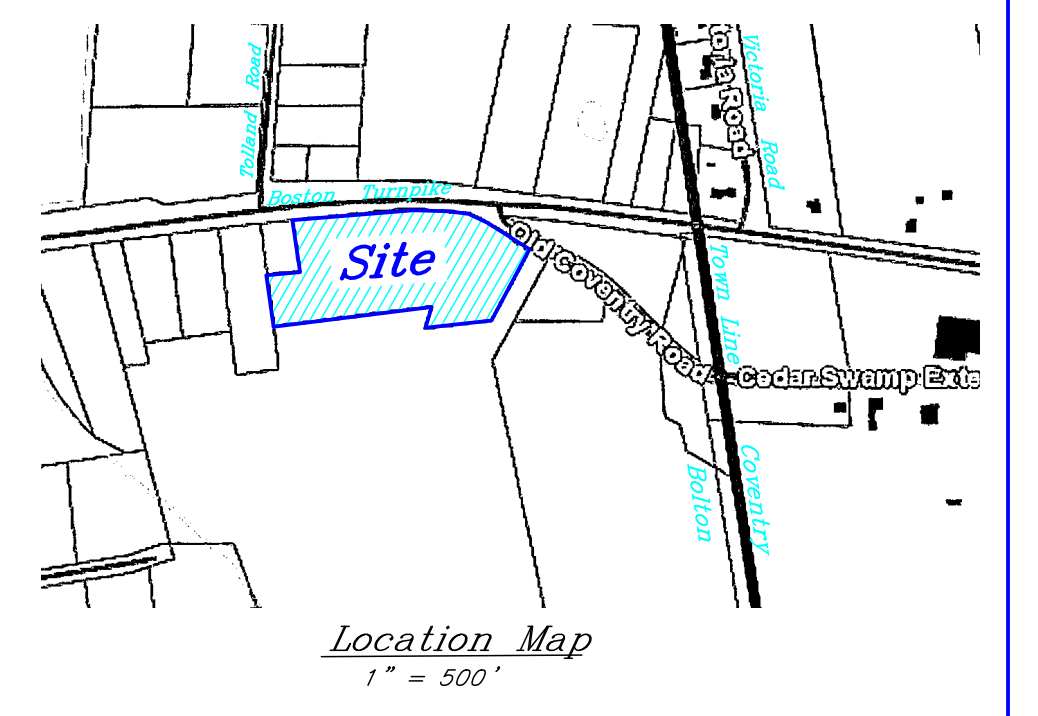 Tolland Road
Victoria Road
Road
Boston Turnpike
Site
Old Coventry Road
Town Line
Cedar Swamp Exte
Bolton
Coventry
Location Map
1" = 500'